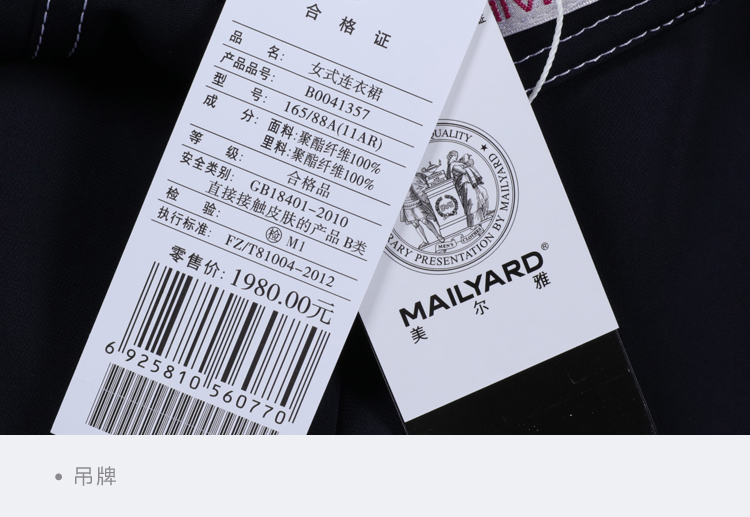 合格证
品 名: 女式连衣裙
产品品号: B0041357
型 号: 165/88A(11AR)
成 分: 面料:聚酯纤维100%
里料:聚酯纤维100%
等 级: 合格品
安全类别: GB18401-2010
直接接触皮肤的产品 B类
检 验: 检 M1
执行标准: FZ/T81004-2012
零售价: 1980.00元
6 925810 560770
QUALITY ★
PRESENTATION BY MAILYARD
MAILYARD®
美尔雅
• 吊牌